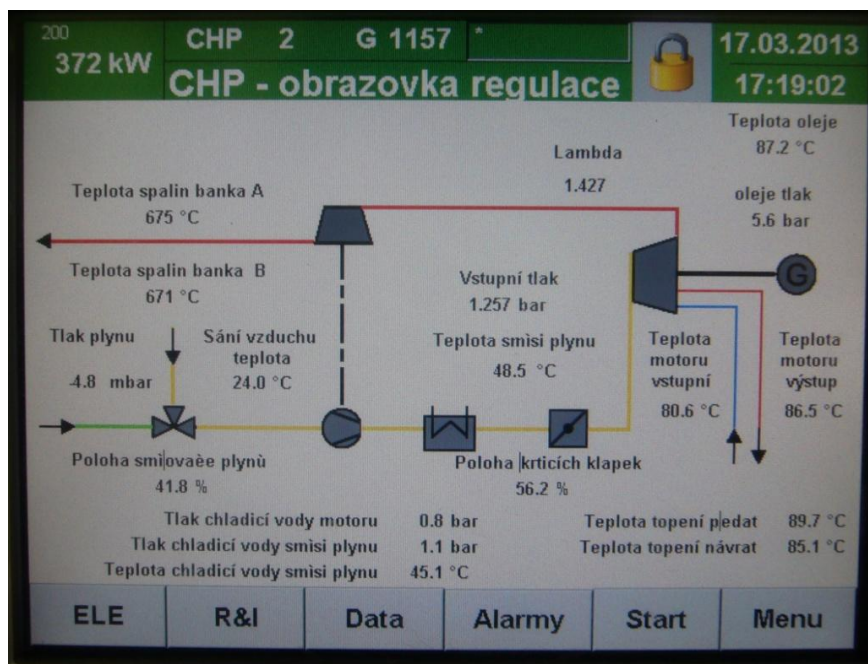 200
372 kW
CHP 2 G 1157 *
17.03.2013
CHP - obrazovka regulace
17:19:02
Teplota oleje
87.2 °C
Lambda
1.427
oleje tlak
5.6 bar
Teplota spalin banka A
675 °C
Teplota spalin banka B
671 °C
Vstupní tlak
1.257 bar
G
Tlak plynu
-4.8 mbar
Sání vzduchu
teplota
24.0 °C
Teplota smìsi plynu
48.5 °C
Teplota
motoru
vstupní
80.6 °C
Teplota
motoru
výstup
86.5 °C
Poloha smi|ovaèe plynù
41.8 %
Poloha |krticích klapek
56.2 %
Tlak chladicí vody motoru 0.8 bar
Tlak chladicí vody smìsi plynu 1.1 bar
Teplota chladicí vody smìsi plynu 45.1 °C
Teplota topení p|edat 89.7 °C
Teplota topení návrat 85.1 °C
ELE R&I Data Alarmy Start Menu